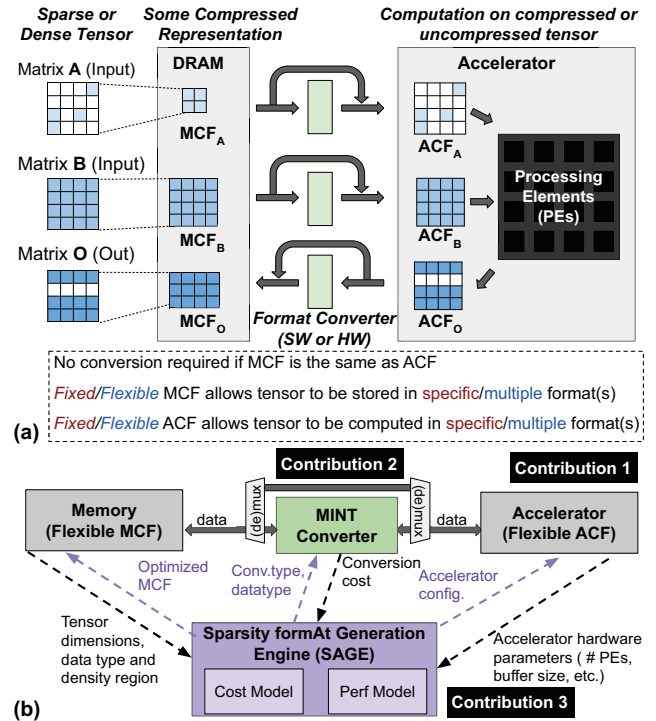 Sparse or
Dense Tensor
Some Compressed
Representation
Computation on compressed or
uncompressed tensor
Matrix A (Input)
DRAM
Accelerator
MCFA
ACFA
Matrix B (Input)
Processing
Elements
(PEs)
MCFB
ACFB
Matrix O (Out)
MCFO
Format Converter
(SW or HW)
ACFO
No conversion required if MCF is the same as ACF
Fixed/Flexible MCF allows tensor to be stored in specific/multiple format(s)
Fixed/Flexible ACF allows tensor to be computed in specific/multiple format(s)
(a)
Contribution 2
Contribution 1
Memory
(Flexible MCF)
data
(de)mux
MINT
Converter
(de)mux
data
Accelerator
(Flexible ACF)
Optimized
MCF
Conv.type,
datatype
Conversion
cost
Accelerator
config.
Tensor
dimensions,
data type and
density region
Sparsity formAt Generation
Engine (SAGE)
Cost Model
Perf Model
Accelerator hardware
parameters ( # PEs,
buffer size, etc.)
Contribution 3
(b)